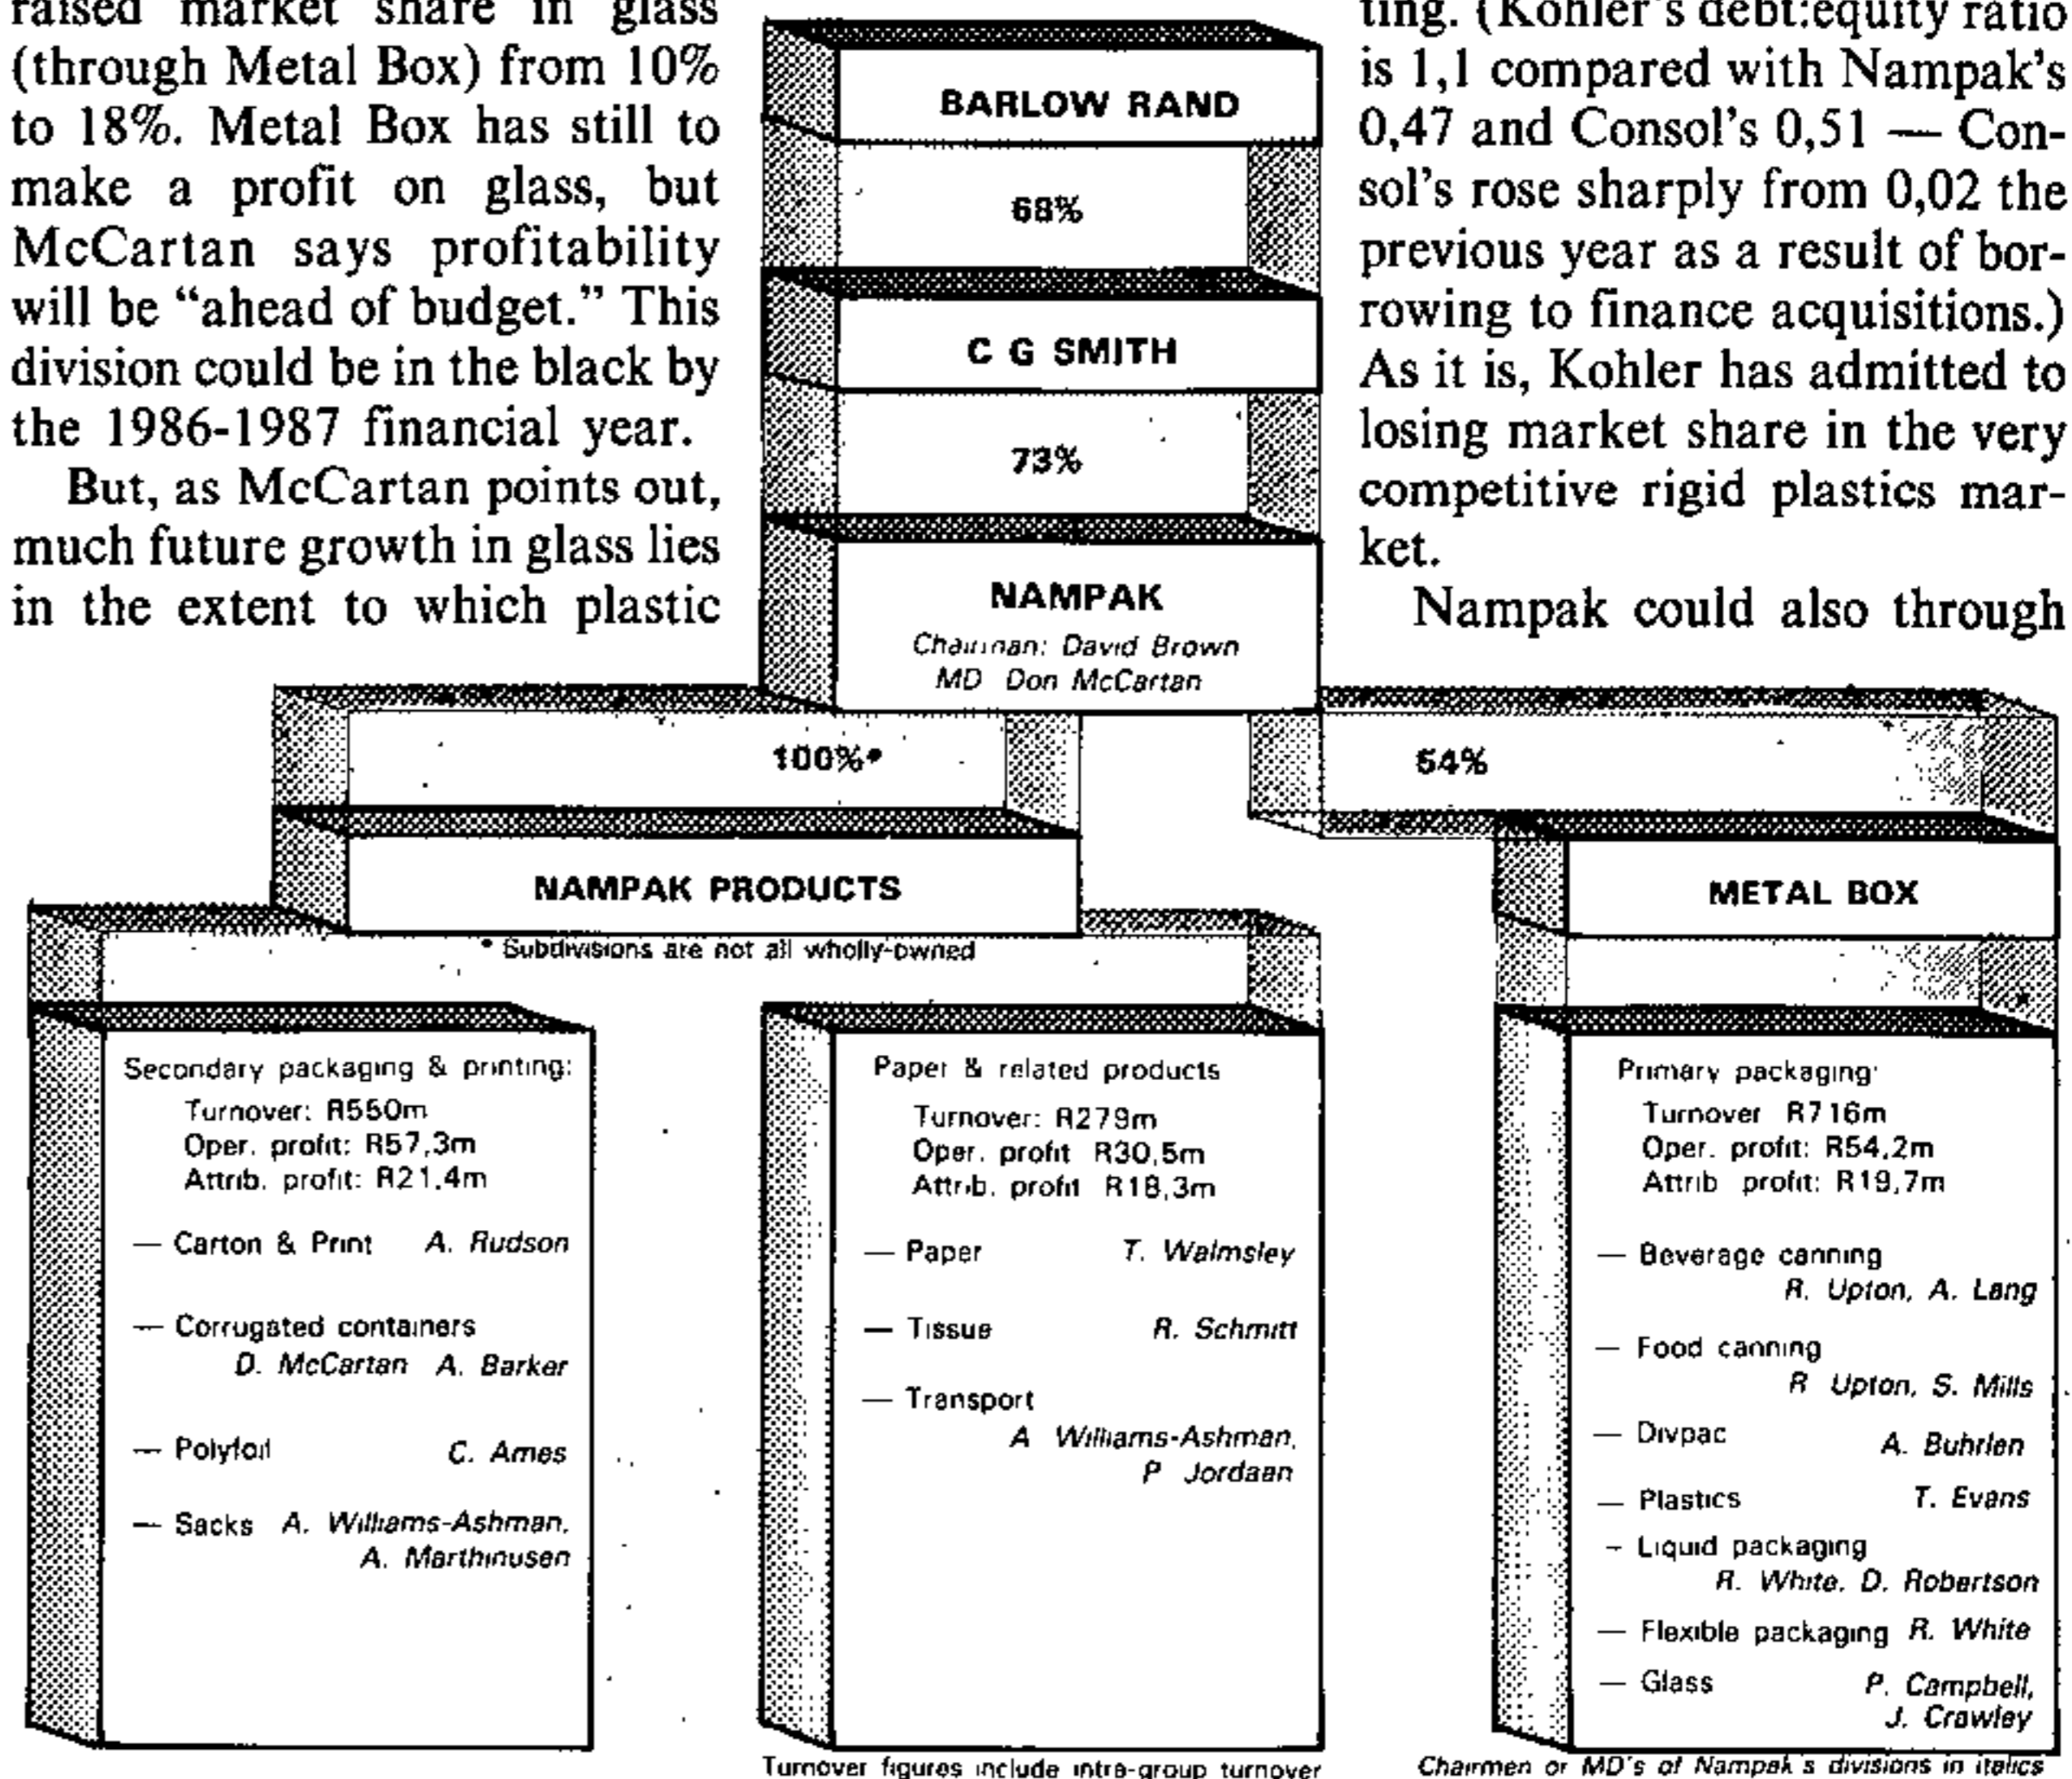 raised market share in glass
(through Metal Box) from 10%
to 18%. Metal Box has still to
make a profit on glass, but
McCartan says profitability
will be “ahead of budget.” This
division could be in the black by
the 1986-1987 financial year.
But, as McCartan points out,
much future growth in glass lies
in the extent to which plastic
ting. (Kohler's debt:equity ratio
is 1,1 compared with Nampak's
0,47 and Consol's 0,51 — Con-
sol's rose sharply from 0,02 the
previous year as a result of bor-
rowing to finance acquisitions.)
As it is, Kohler has admitted to
losing market share in the very
competitive rigid plastics mar-
ket.
Nampak could also through
BARLOW RAND
68%
C G SMITH
73%
NAMPAK
Chairman: David Brown
MD Don McCartan
100%*
54%
NAMPAK PRODUCTS
* Subdivisions are not all wholly-owned
METAL BOX
Secondary packaging & printing:
Turnover: R550m
Oper. profit: R57,3m
Attrib. profit: R21,4m
— Carton & Print A. Rudson
— Corrugated containers
D. McCartan A. Barker
— Polyfoil C. Ames
— Sacks A. Williams-Ashman,
A. Marthinusen
Paper & related products
Turnover: R279m
Oper. profit R30,5m
Attrib. profit R18,3m
— Paper T. Walmsley
— Tissue R. Schmitt
— Transport
A Williams-Ashman,
P Jordaan
Primary packaging:
Turnover R716m
Oper. profit: R54,2m
Attrib profit: R19,7m
— Beverage canning
R. Upton, A. Lang
— Food canning
R Upton, S. Mills
— Divpac A. Buhrlen
— Plastics T. Evans
— Liquid packaging
R. White, D. Robertson
— Flexible packaging R. White
— Glass P. Campbell,
J. Crawley
Turnover figures include intra-group turnover
Chairmen or MD's of Nampak's divisions in italics